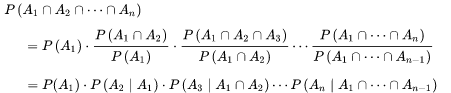 P(A₁ ∩ A₂ ∩ ⋯ ∩ Aₙ)
= P(A₁) · P(A₁ ∩ A₂)/P(A₁) · P(A₁ ∩ A₂ ∩ A₃)/P(A₁ ∩ A₂) ⋯ P(A₁ ∩ ⋯ ∩ Aₙ)/P(A₁ ∩ ⋯ ∩ Aₙ₋₁)
= P(A₁) · P(A₂ | A₁) · P(A₃ | A₁ ∩ A₂) ⋯ P(Aₙ | A₁ ∩ ⋯ ∩ Aₙ₋₁)